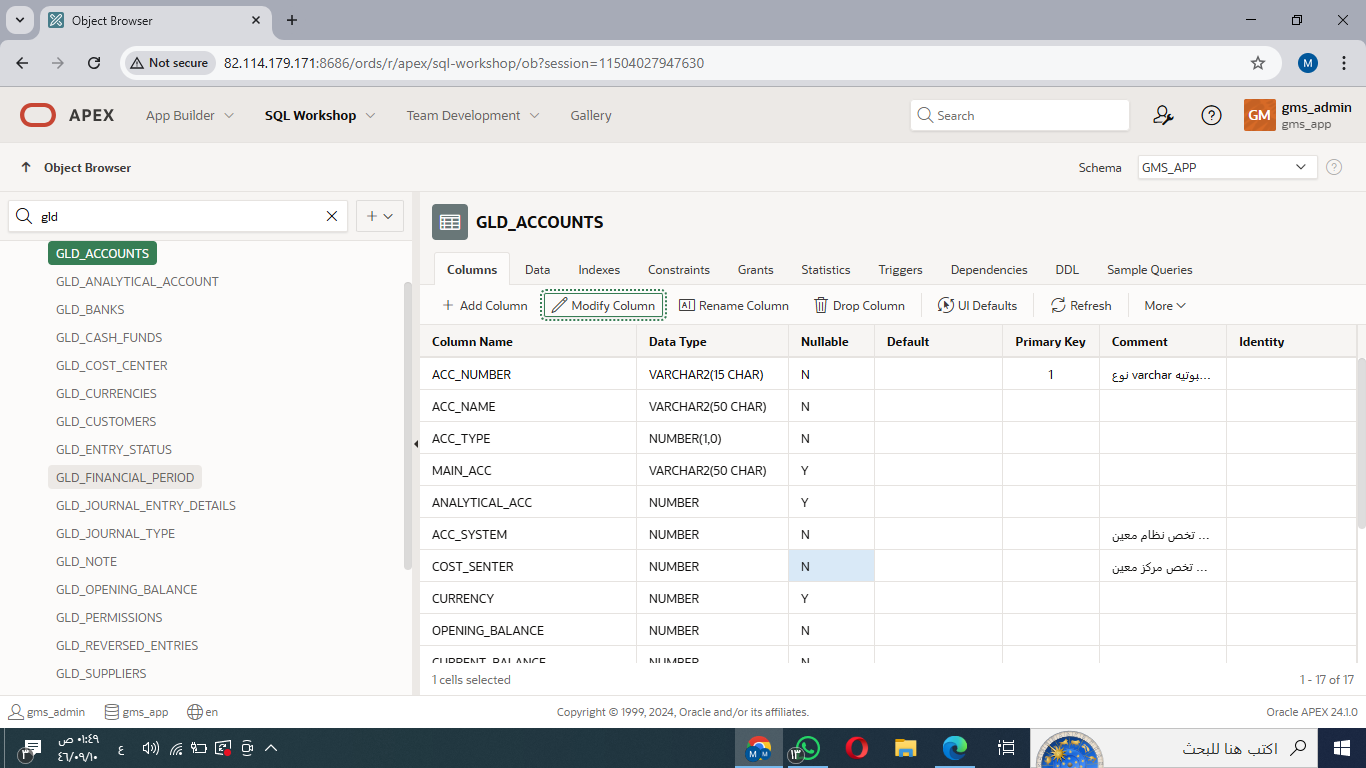 Object Browser
Not secure
82.114.179.171:8686/ords/r/apex/sql-workshop/ob?session=11504027947630
M
APEX
App Builder
SQL Workshop
Team Development
Gallery
Search
GM
gms_admin
gms_app
Object Browser
Schema
GMS_APP
gld
GLD_ACCOUNTS
GLD_ANALYTICAL_ACCOUNT
GLD_BANKS
GLD_CASH_FUNDS
GLD_COST_CENTER
GLD_CURRENCIES
GLD_CUSTOMERS
GLD_ENTRY_STATUS
GLD_FINANCIAL_PERIOD
GLD_JOURNAL_ENTRY_DETAILS
GLD_JOURNAL_TYPE
GLD_NOTE
GLD_OPENING_BALANCE
GLD_PERMISSIONS
GLD_REVERSED_ENTRIES
GLD_SUPPLIERS
GLD_ACCOUNTS
Columns Data Indexes Constraints Grants Statistics Triggers Dependencies DDL Sample Queries
Add Column Modify Column Rename Column Drop Column UI Defaults Refresh More
Column Name Data Type Nullable Default Primary Key Comment Identity
ACC_NUMBER VARCHAR2(15 CHAR) N 1 نوع varchar بوتيه...
ACC_NAME VARCHAR2(50 CHAR) N
ACC_TYPE NUMBER(1,0) N
MAIN_ACC VARCHAR2(50 CHAR) Y
ANALYTICAL_ACC NUMBER Y
ACC_SYSTEM NUMBER N تخص نظام معين ...
COST_SENTER NUMBER N تخص مركز معين ...
CURRENCY NUMBER Y
OPENING_BALANCE NUMBER N
CURRENT_BALANCE NUMBER N
1 cells selected
1 - 17 of 17
gms_admin gms_app en
Copyright © 1999, 2024, Oracle and/or its affiliates.
Oracle APEX 24.1.0
٠١:٤٩ ص
٤٦/٠٩/١٠
٣
ع
M M
١٣
اكتب هنا للبحث